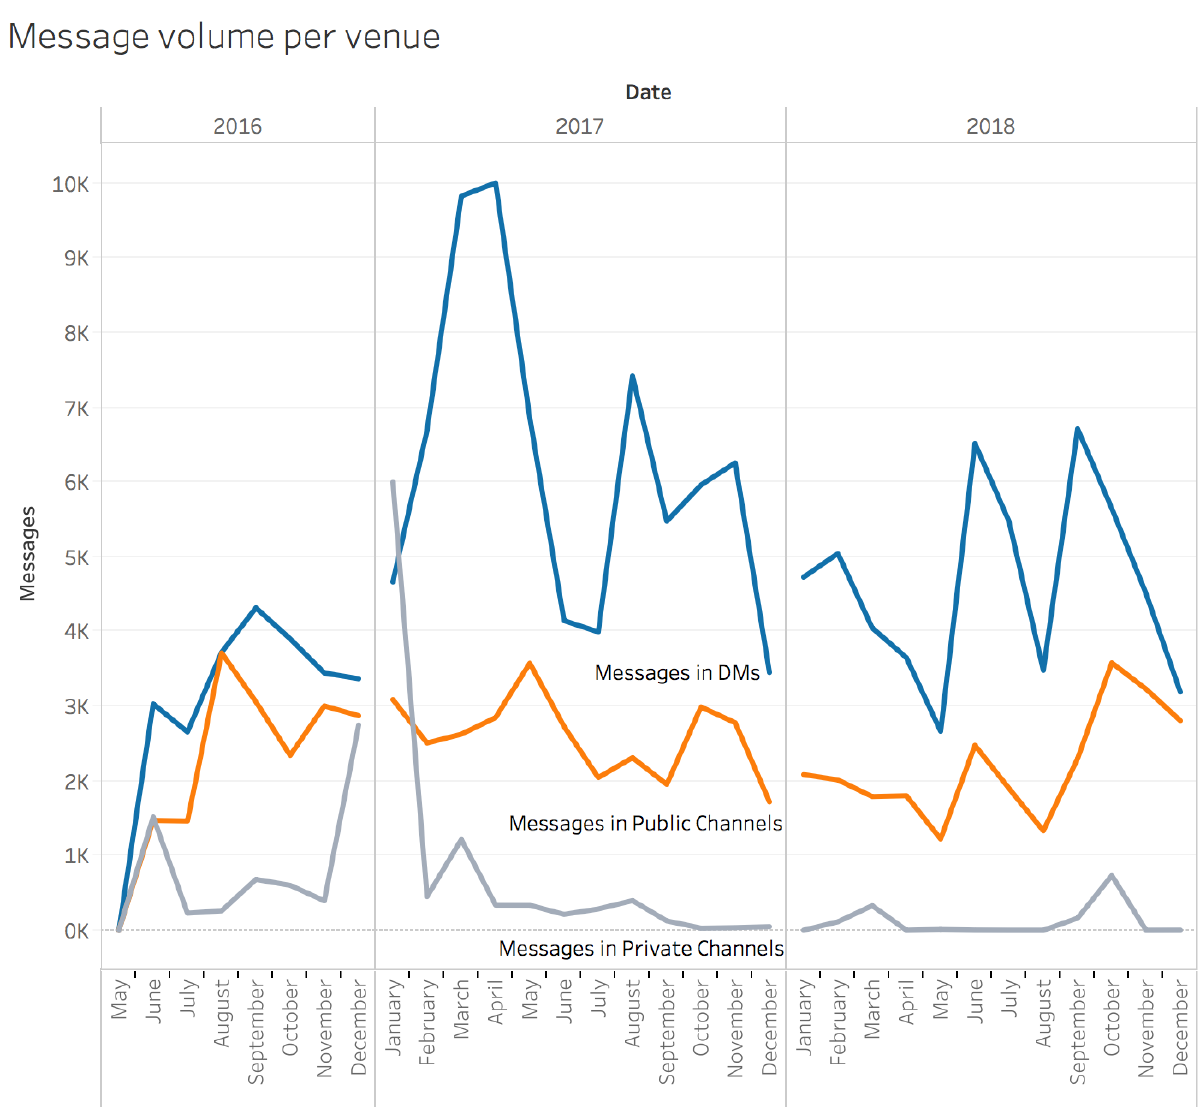 Message volume per venue
Date
2016 2017 2018
10K
9K
8K
7K
6K
5K
4K
3K
2K
1K
0K
Messages
Messages in DMs
Messages in Public Channels
Messages in Private Channels
May June July August September October November December January February March April May June July August September October November December January February March April May June July August September October November December